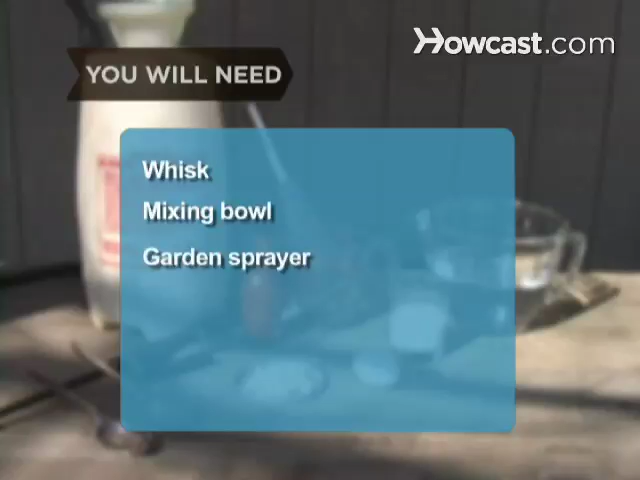 Howcast.com
YOU WILL NEED
Whisk
Mixing bowl
Garden sprayer